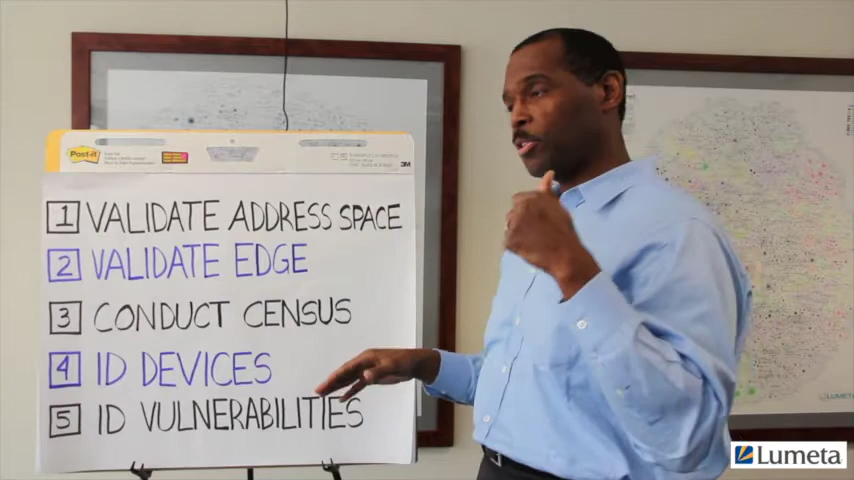 Post-it
3M
1 VALIDATE ADDRESS SPACE
2 VALIDATE EDGE
3 CONDUCT CENSUS
4 ID DEVICES
5 ID VULNERABILITIES
LUMETA
Lumeta